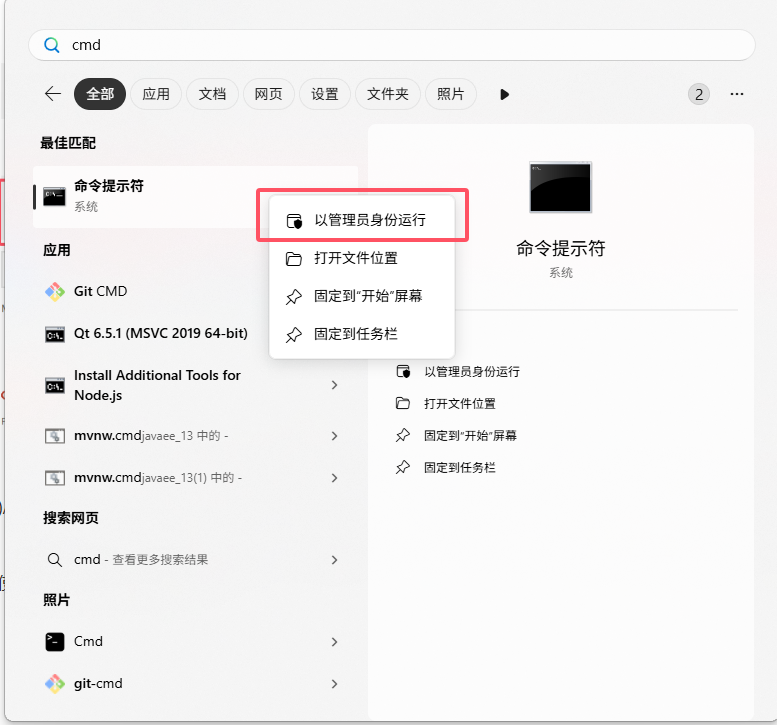 cmd
全部
应用
文档
网页
设置
文件夹
照片
2
最佳匹配
命令提示符
系统
应用
Git CMD
Qt 6.5.1 (MSVC 2019 64-bit)
Install Additional Tools for
Node.js
mvnw.cmdjavaee_13 中的 -
mvnw.cmdjavaee_13(1) 中的 -
搜索网页
cmd - 查看更多搜索结果
照片
Cmd
git-cmd
以管理员身份运行
打开文件位置
固定到“开始”屏幕
固定到任务栏
命令提示符
系统
以管理员身份运行
打开文件位置
固定到“开始”屏幕
固定到任务栏